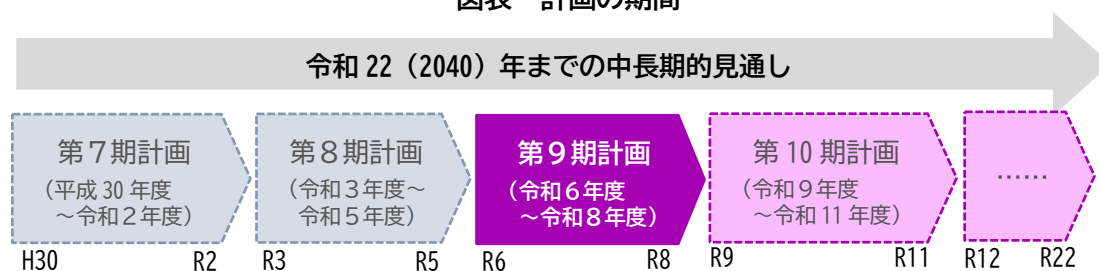 図表 計画の期間
令和 22（2040）年までの中長期的見通し
第７期計画
（平成 30 年度
～令和２年度）
第８期計画
（令和３年度～
令和５年度）
第９期計画
（令和６年度
～令和８年度）
第 10 期計画
（令和９年度
～令和 11 年度）
……
H30 R2 R3 R5 R6 R8 R9 R11 R12 R22